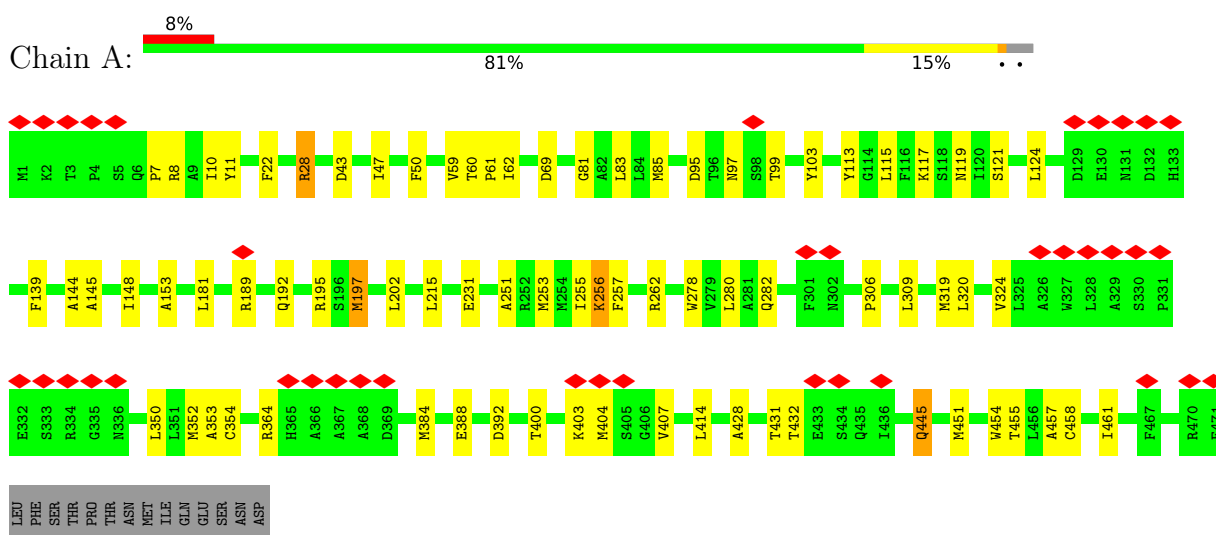 8%
Chain A:
81% 15% • •
M1 K2 T3 P4 S5 Q6 P7 R8 A9 I10 Y11 F22 R28 D43 I47 F50 V59 T60 P61 I62 D69 G81 A82 L83 L84 M85 D95 T96 N97 S98 T99 Y103 Y113 G114 L115 F116 K117 S118 N119 I120 S121 L124 D129 E130 N131 D132 H133
F139 A144 A145 I148 A153 L181 R189 Q192 R195 S196 M197 L202 L215 E231 A251 R252 M253 M254 I255 K256 F257 R262 W278 V279 L280 A281 Q282 F301 N302 P306 L309 M319 L320 V324 L325 A326 W327 L328 A329 S330 P331
E332 S333 R334 G335 N336 L350 L351 M352 A353 C354 R364 H365 A366 A367 A368 D369 M384 E388 D392 T400 K403 M404 S405 G406 V407 L414 A428 T431 T432 E433 S434 Q435 I436 Q445 M451 W454 T455 L456 A457 C458 I461 F467 R470
LEU PHE SER THR PRO THR ASN MET ILE GLN GLU SER ASN ASP